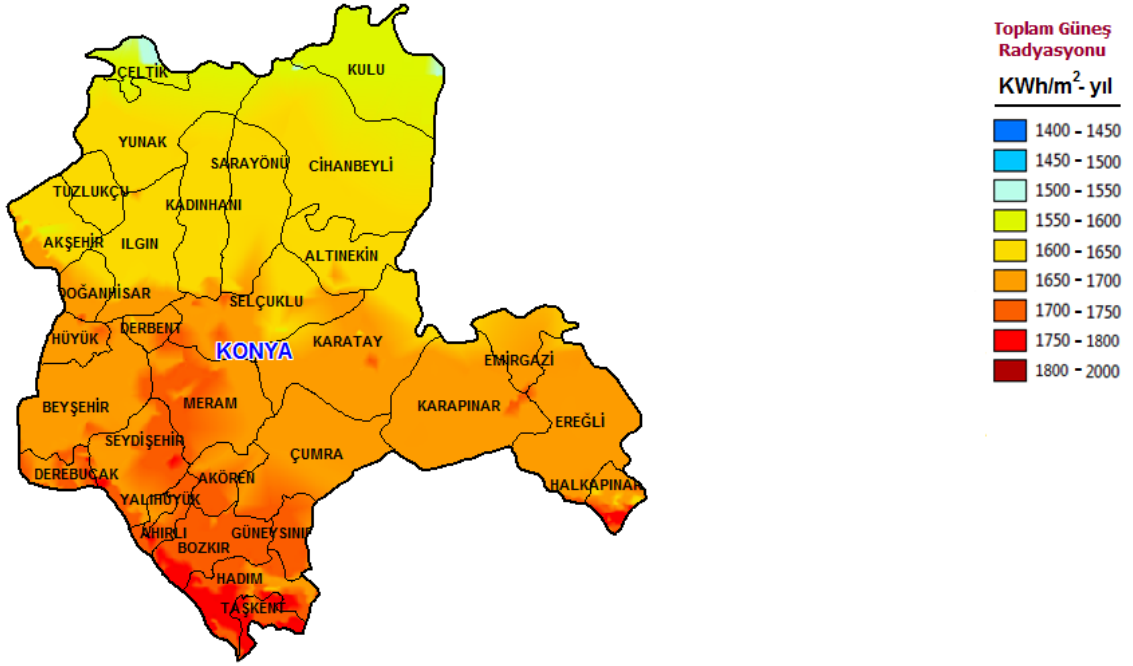 Toplam Güneş
Radyasyonu
KWh/m²- yıl
1400 - 1450
1450 - 1500
1500 - 1550
1550 - 1600
1600 - 1650
1650 - 1700
1700 - 1750
1750 - 1800
1800 - 2000
ÇELTİK
KULU
YUNAK
SARAYÖNÜ
CİHANBEYLİ
TUZLUKÇU
KADINHANI
AKŞEHİR
ILGIN
ALTINEKİN
DOĞANHİSAR
SELÇUKLU
HÜYÜK
DERBENT
KARATAY
KONYA
EMİRGAZİ
BEYŞEHİR
MERAM
KARAPINAR
EREĞLİ
SEYDİŞEHİR
ÇUMRA
DEREBUCAK
AKÖREN
HALKAPINAR
YALIHÜYÜK
AHIRLI
GÜNEYSINIR
BOZKIR
HADIM
TAŞKENT